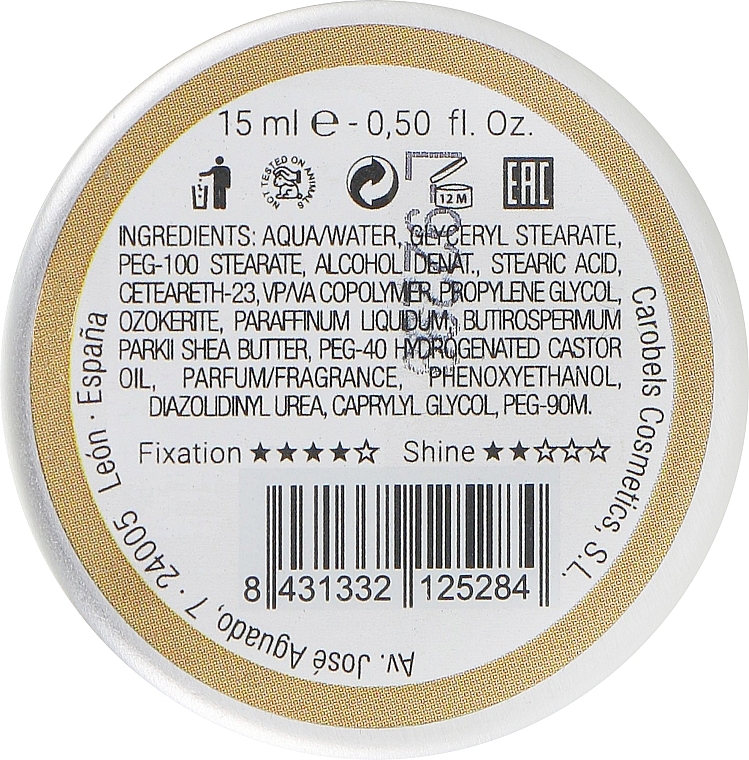 15 ml ℮ - 0,50 fl. Oz.
NOT TESTED ON ANIMALS
12 M
EAC
INGREDIENTS: AQUA/WATER, GLYCERYL STEARATE,
PEG-100 STEARATE, ALCOHOL DENAT., STEARIC ACID,
CETEARETH-23, VP/VA COPOLYMER, PROPYLENE GLYCOL,
OZOKERITE, PARAFFINUM LIQUIDUM, BUTIROSPERMUM
PARKII SHEA BUTTER, PEG-40 HYDROGENATED CASTOR
OIL, PARFUM/FRAGRANCE, PHENOXYETHANOL,
DIAZOLIDINYL UREA, CAPRYLYL GLYCOL, PEG-90M.
Fixation ★★★★☆ Shine ★★☆☆☆
8 431332 125284
Carobels Cosmetics, S.L.
Av. José Aguado, 7 · 24005 León · España